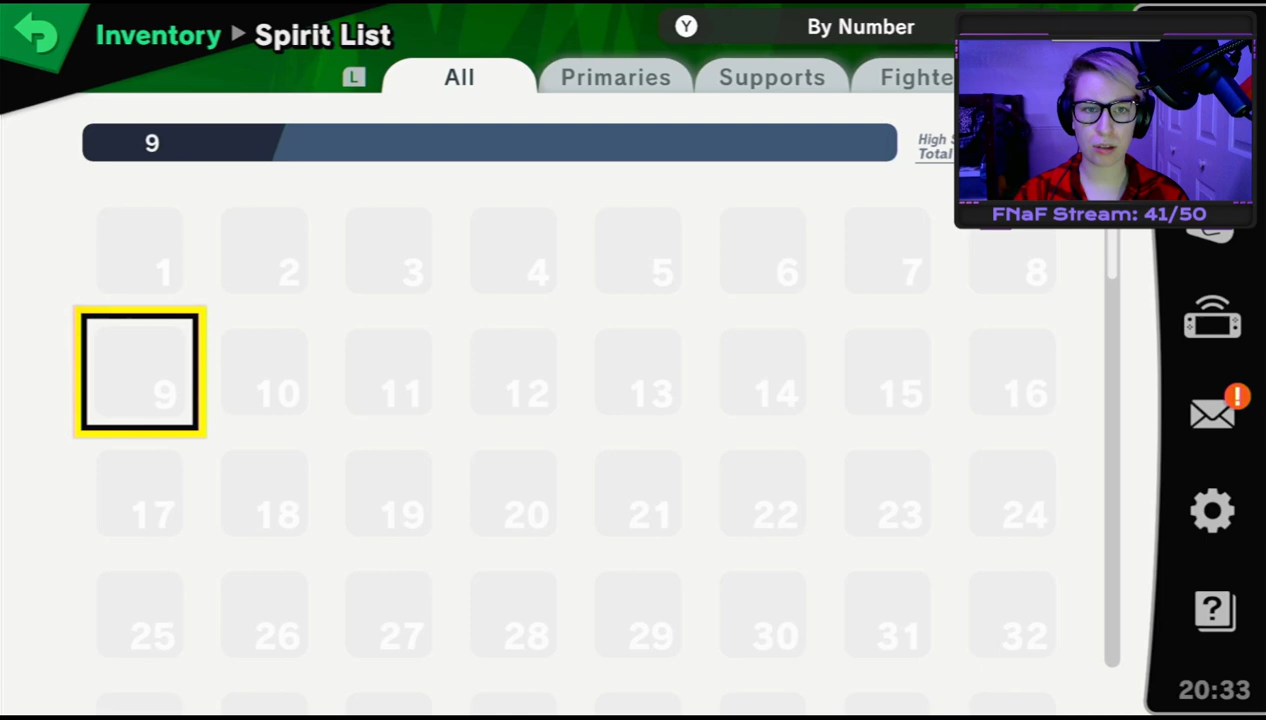 Inventory ▶ Spirit List
Y By Number
L All Primaries Supports Fighte
9
High
Total
FNaF Stream: 41/50
1 2 3 4 5 6 7 8
9 10 11 12 13 14 15 16
17 18 19 20 21 22 23 24
25 26 27 28 29 30 31 32
!
?
20:33